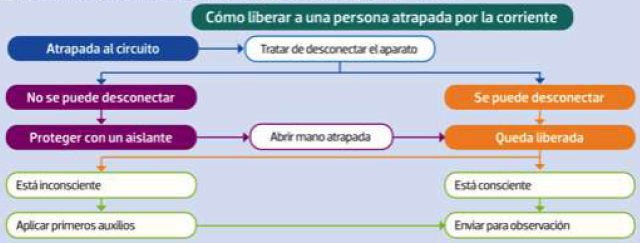 Cómo liberar a una persona atrapada por la corriente
Atrapada al circuito
Tratar de desconectar el aparato
No se puede desconectar
Se puede desconectar
Proteger con un aislante
Abrir mano atrapada
Queda liberada
Está inconsciente
Está consciente
Aplicar primeros auxilios
Enviar para observación